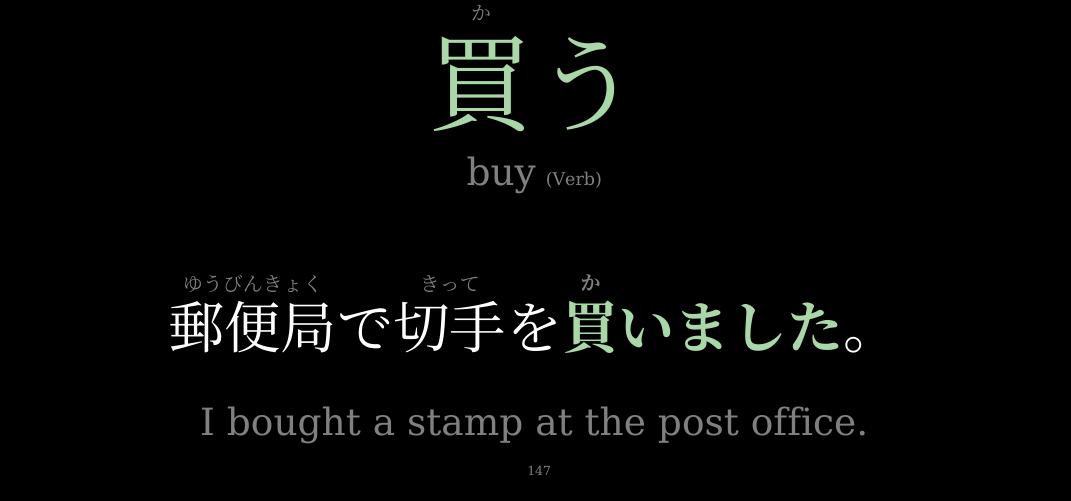 か
買う
buy (Verb)
ゆうびんきょく きって か
郵便局で切手を買いました。
I bought a stamp at the post office.
147